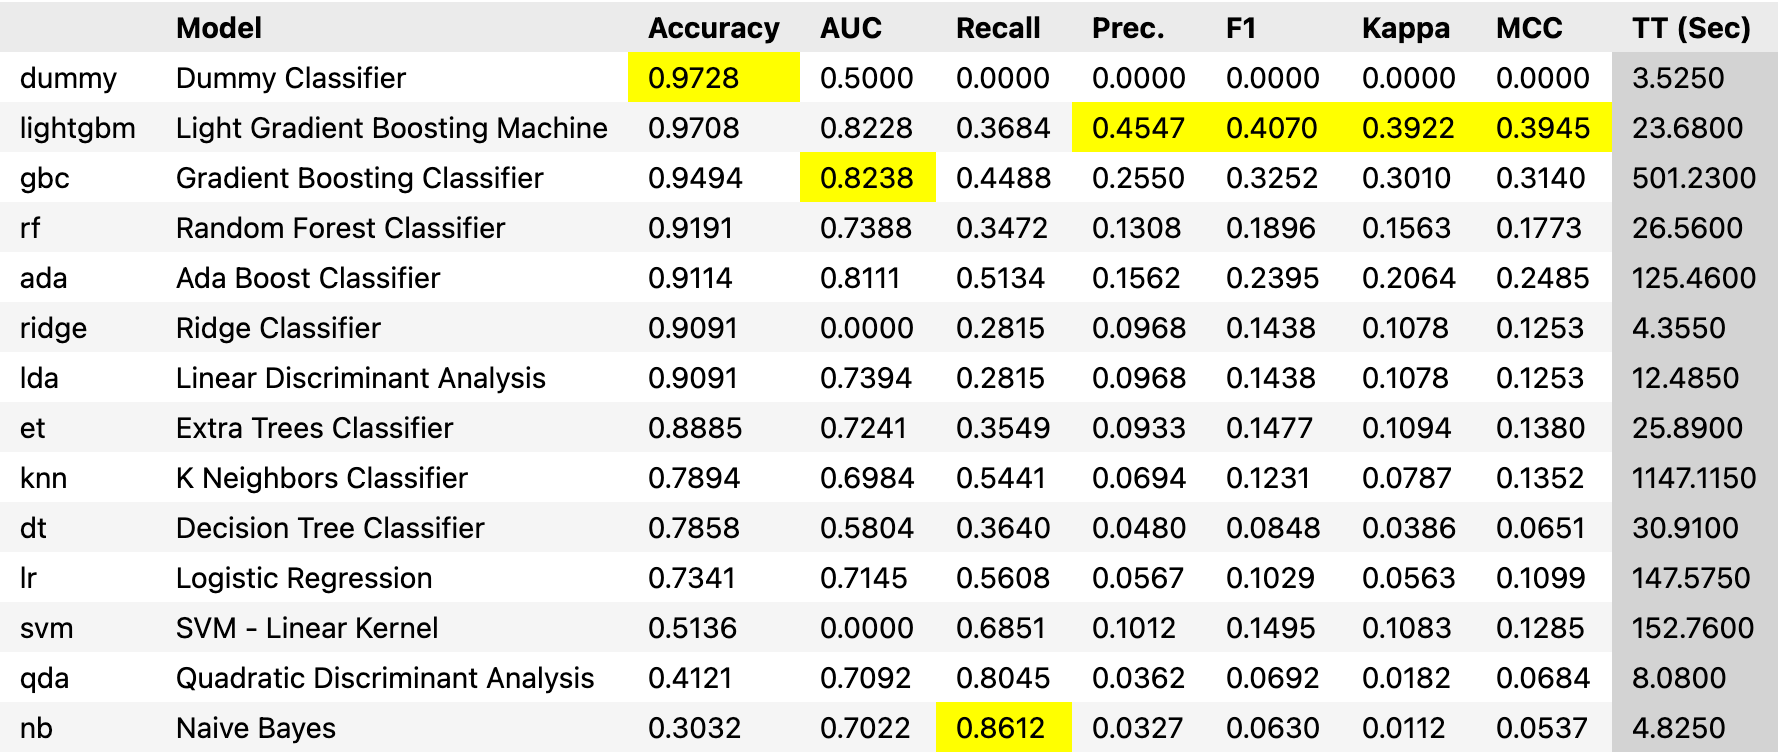 Model Accuracy AUC Recall Prec. F1 Kappa MCC TT (Sec)
dummy Dummy Classifier 0.9728 0.5000 0.0000 0.0000 0.0000 0.0000 0.0000 3.5250
lightgbm Light Gradient Boosting Machine 0.9708 0.8228 0.3684 0.4547 0.4070 0.3922 0.3945 23.6800
gbc Gradient Boosting Classifier 0.9494 0.8238 0.4488 0.2550 0.3252 0.3010 0.3140 501.2300
rf Random Forest Classifier 0.9191 0.7388 0.3472 0.1308 0.1896 0.1563 0.1773 26.5600
ada Ada Boost Classifier 0.9114 0.8111 0.5134 0.1562 0.2395 0.2064 0.2485 125.4600
ridge Ridge Classifier 0.9091 0.0000 0.2815 0.0968 0.1438 0.1078 0.1253 4.3550
lda Linear Discriminant Analysis 0.9091 0.7394 0.2815 0.0968 0.1438 0.1078 0.1253 12.4850
et Extra Trees Classifier 0.8885 0.7241 0.3549 0.0933 0.1477 0.1094 0.1380 25.8900
knn K Neighbors Classifier 0.7894 0.6984 0.5441 0.0694 0.1231 0.0787 0.1352 1147.1150
dt Decision Tree Classifier 0.7858 0.5804 0.3640 0.0480 0.0848 0.0386 0.0651 30.9100
lr Logistic Regression 0.7341 0.7145 0.5608 0.0567 0.1029 0.0563 0.1099 147.5750
svm SVM - Linear Kernel 0.5136 0.0000 0.6851 0.1012 0.1495 0.1083 0.1285 152.7600
qda Quadratic Discriminant Analysis 0.4121 0.7092 0.8045 0.0362 0.0692 0.0182 0.0684 8.0800
nb Naive Bayes 0.3032 0.7022 0.8612 0.0327 0.0630 0.0112 0.0537 4.8250